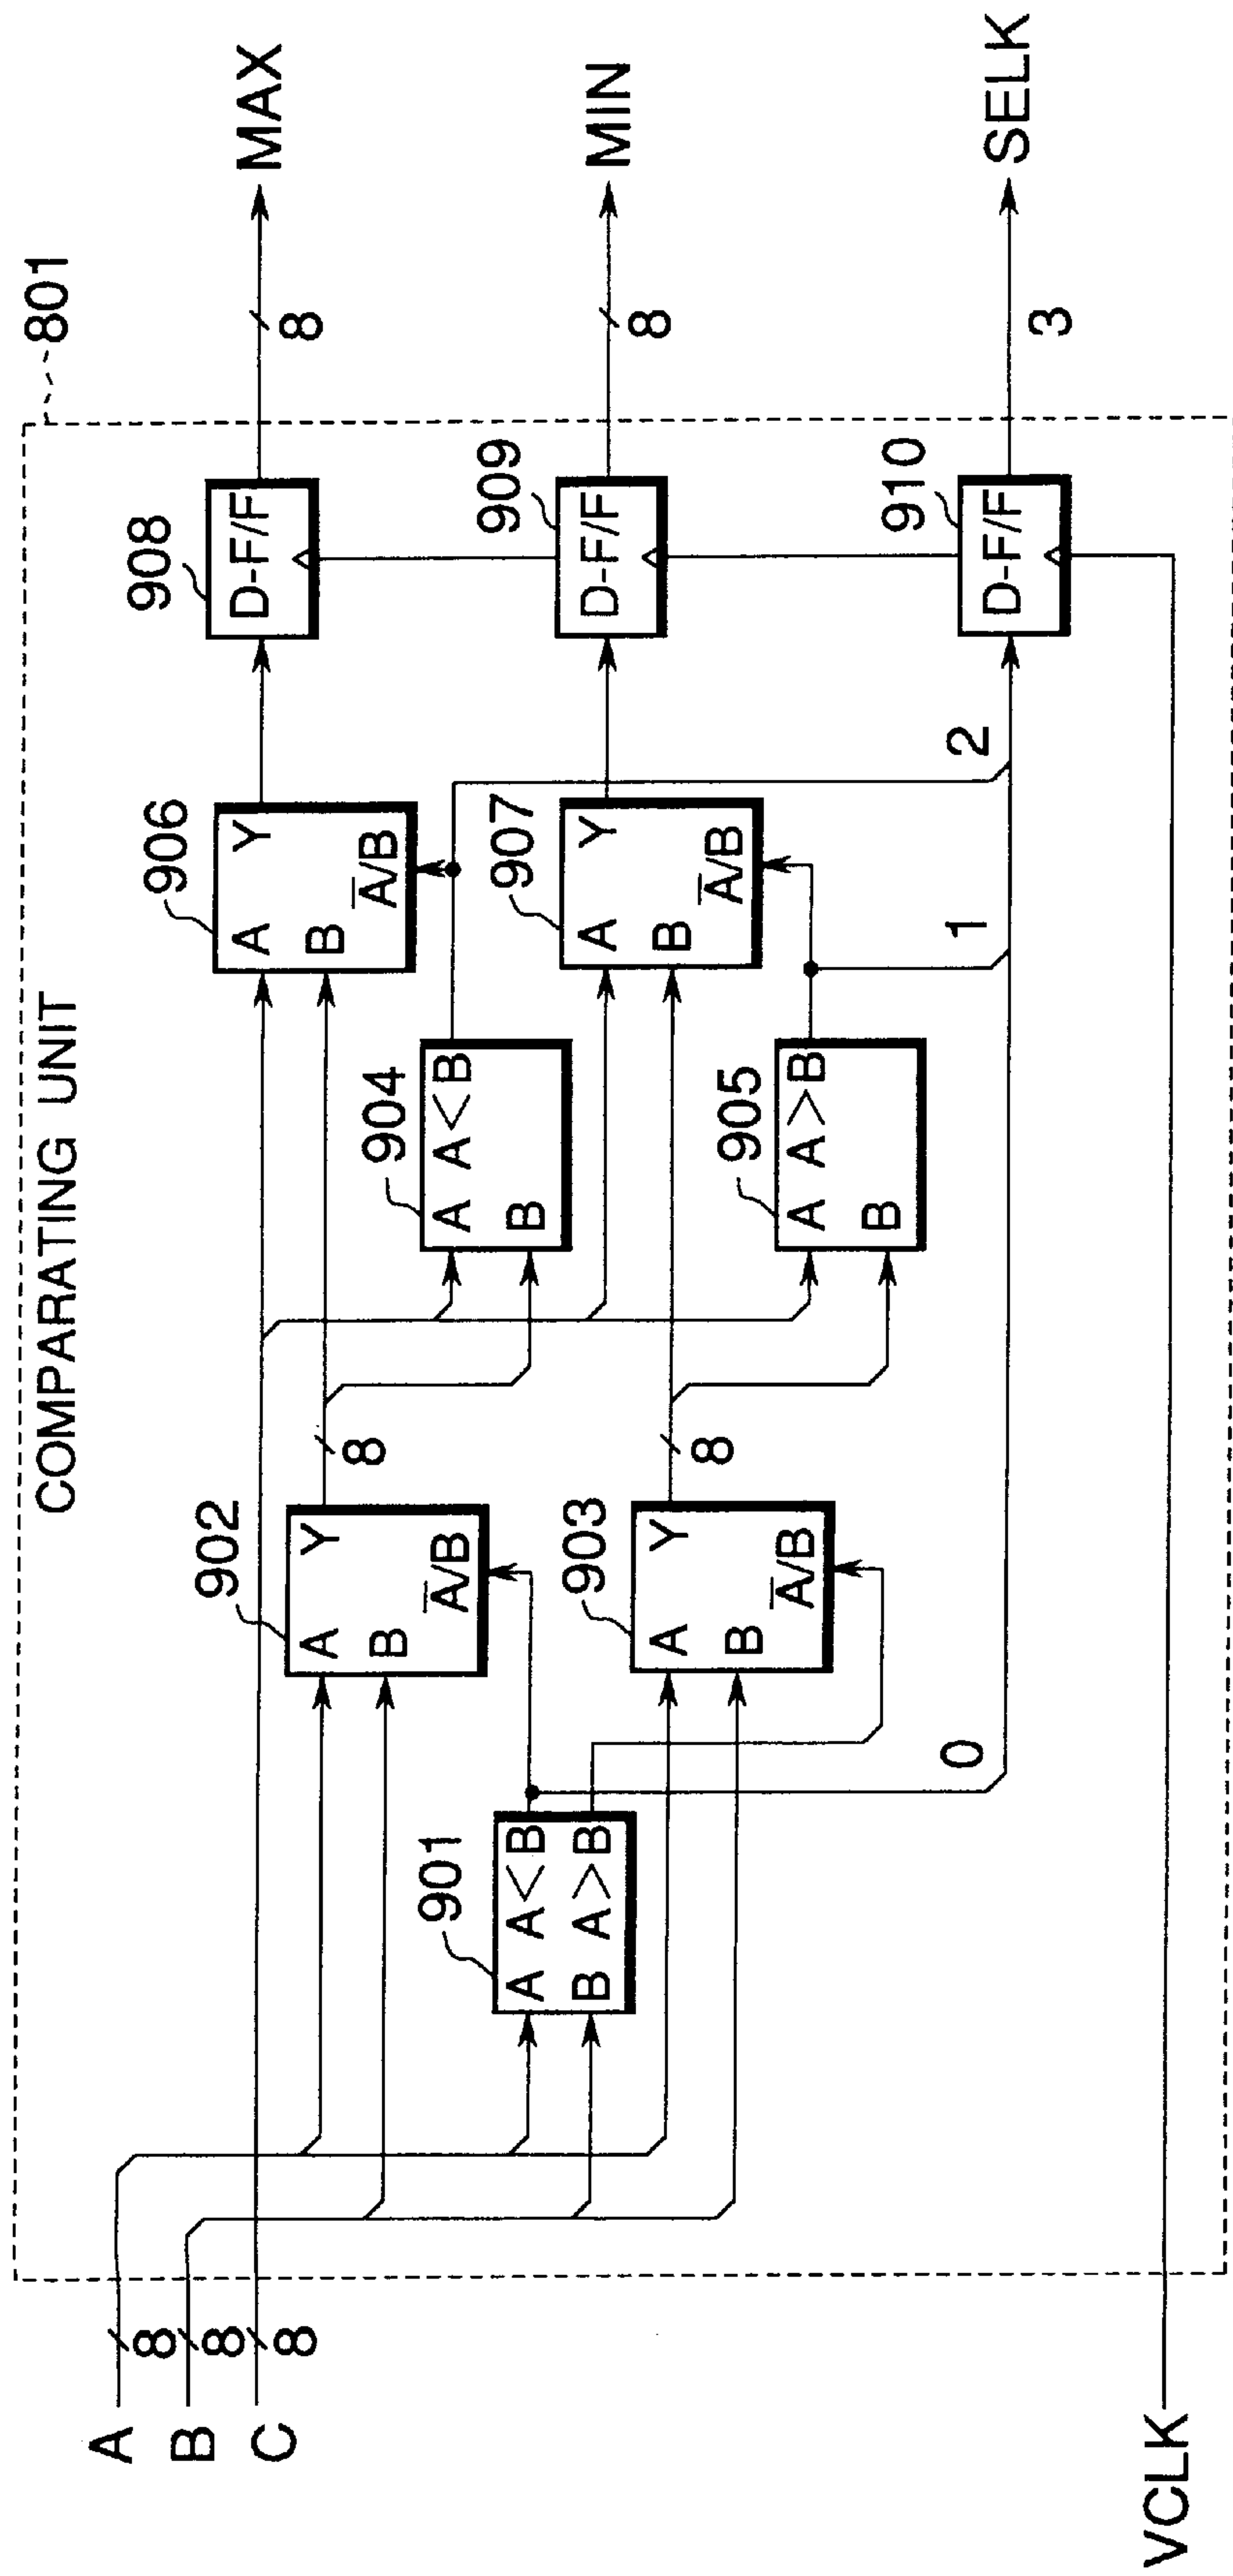 COMPARATING UNIT
801
A
8
B
8
C
8
VCLK
901
A A<B
B A>B
902
A Y
B
A̅/B
8
903
A Y
B
A̅/B
8
0
904
A A<B
B
905
A A>B
B
906
A Y
B
A̅/B
907
A Y
B
A̅/B
1
2
908
D-F/F
909
D-F/F
910
D-F/F
8
MAX
8
MIN
3
SELK